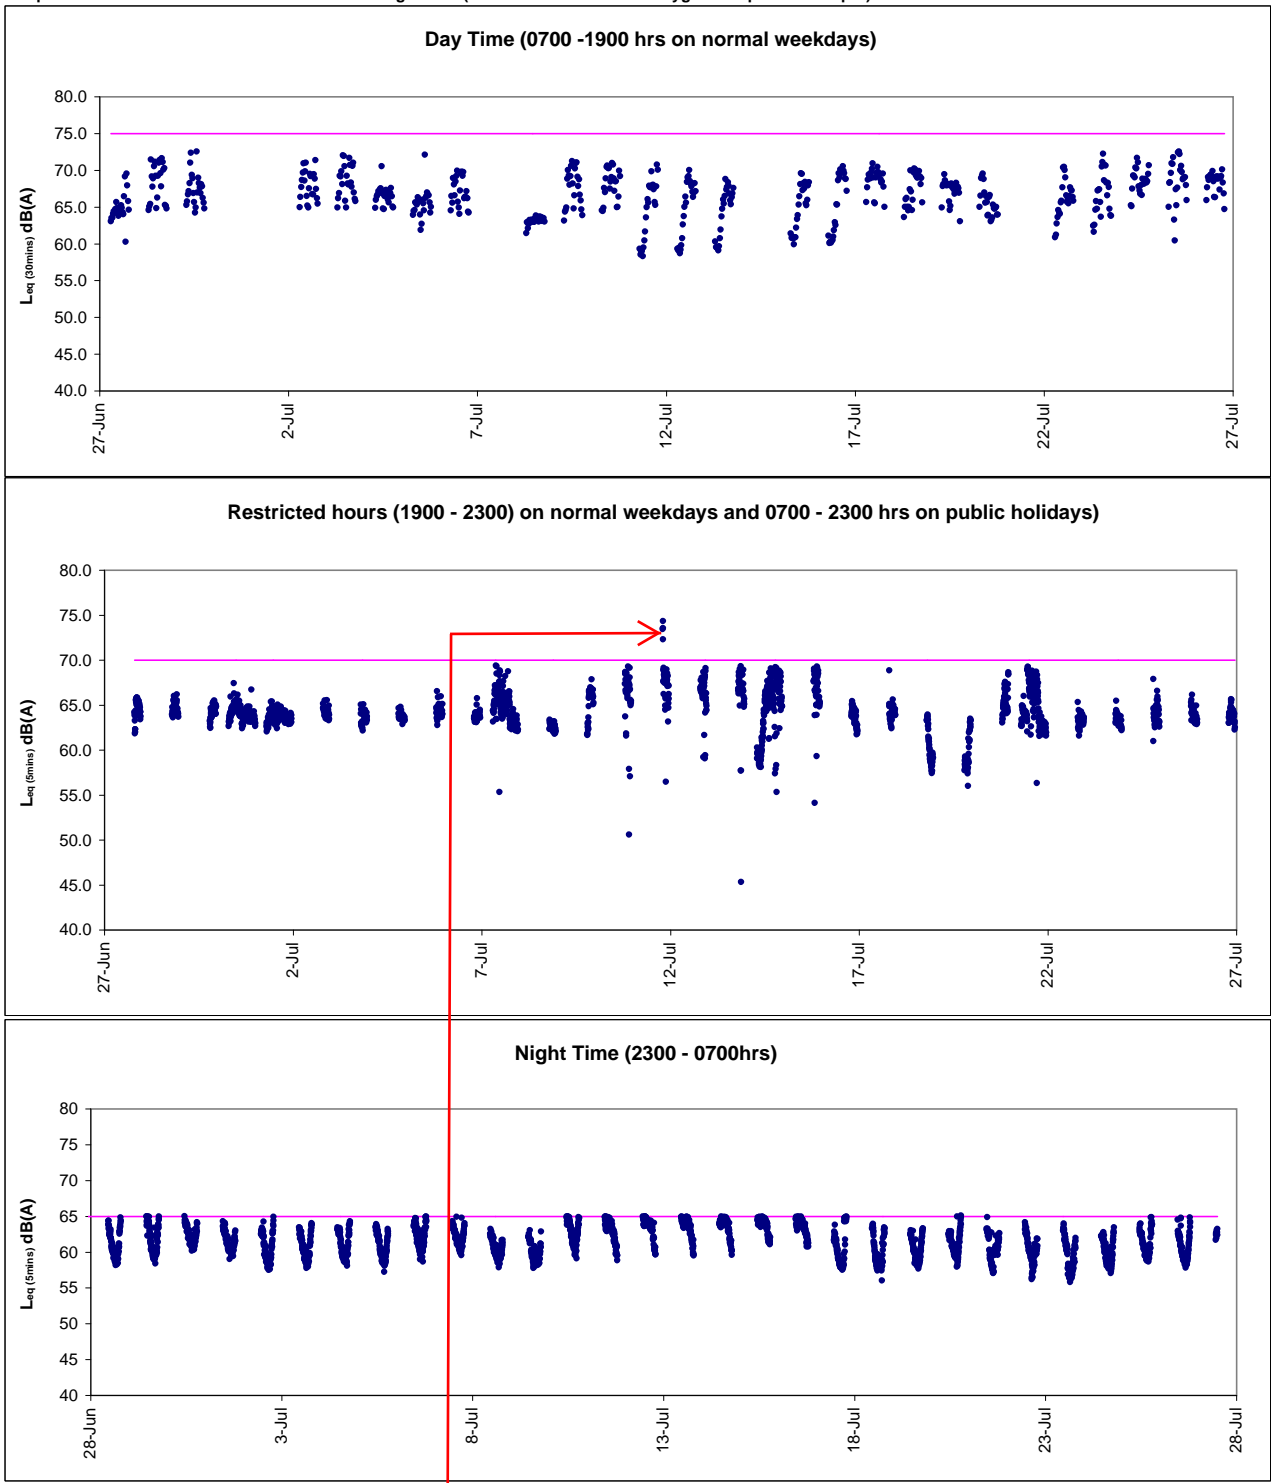 Day Time (0700 -1900 hrs on normal weekdays)
Leq (30mins) dB(A)
80.0
75.0
70.0
65.0
60.0
55.0
50.0
45.0
40.0
27-Jun
2-Jul
7-Jul
12-Jul
17-Jul
22-Jul
27-Jul
Restricted hours (1900 - 2300) on normal weekdays and 0700 - 2300 hrs on public holidays)
Leq (5mins) dB(A)
80.0
75.0
70.0
65.0
60.0
55.0
50.0
45.0
40.0
27-Jun
2-Jul
7-Jul
12-Jul
17-Jul
22-Jul
27-Jul
Night Time (2300 - 0700hrs)
Leq (5mins) dB(A)
80
75
70
65
60
55
50
45
40
28-Jun
3-Jul
8-Jul
13-Jul
18-Jul
23-Jul
28-Jul